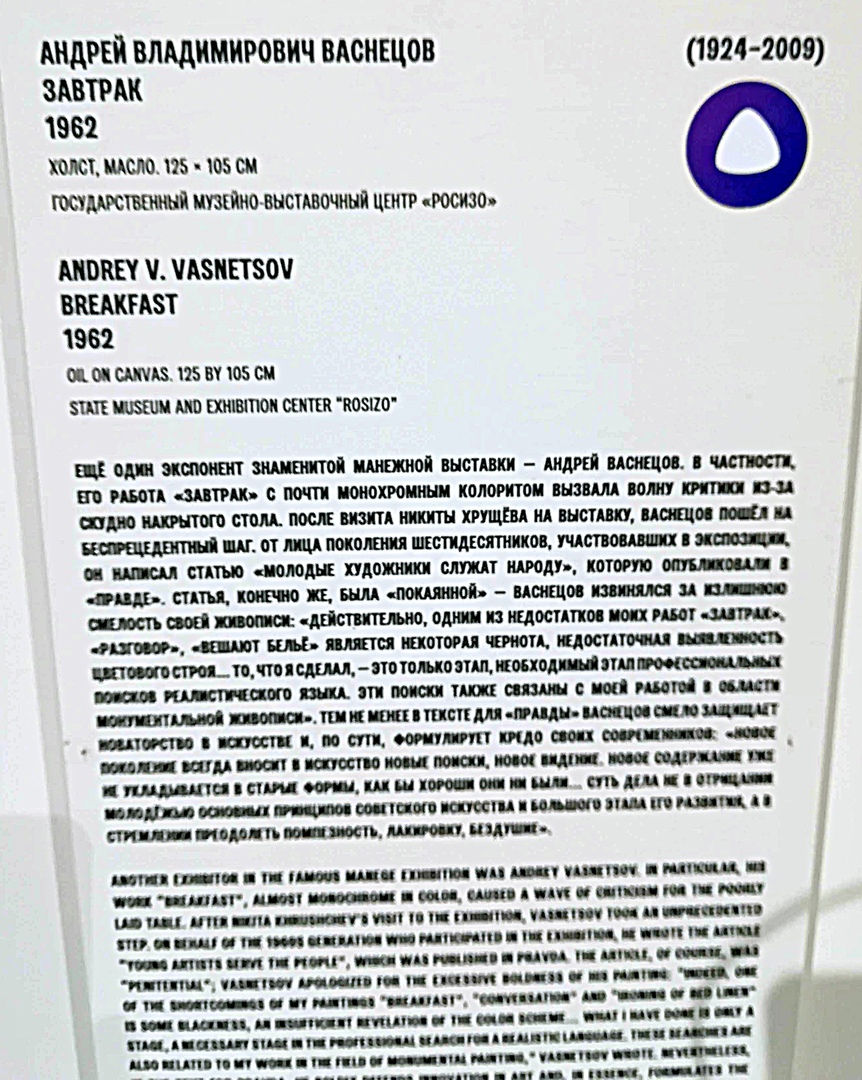 АНДРЕЙ ВЛАДИМИРОВИЧ ВАСНЕЦОВ (1924-2009)
ЗАВТРАК
1962
ХОЛСТ, МАСЛО. 125 × 105 СМ
ГОСУДАРСТВЕННЫЙ МУЗЕЙНО-ВЫСТАВОЧНЫЙ ЦЕНТР «РОСИЗО»
ANDREY V. VASNETSOV
BREAKFAST
1962
OIL ON CANVAS. 125 BY 105 CM
STATE MUSEUM AND EXHIBITION CENTER "ROSIZO"
ЕЩЁ ОДИН ЭКСПОНЕНТ ЗНАМЕНИТОЙ МАНЕЖНОЙ ВЫСТАВКИ – АНДРЕЙ ВАСНЕЦОВ. В ЧАСТНОСТИ,
ЕГО РАБОТА «ЗАВТРАК» С ПОЧТИ МОНОХРОМНЫМ КОЛОРИТОМ ВЫЗВАЛА ВОЛНУ КРИТИКИ ИЗ-ЗА
СКУДНО НАКРЫТОГО СТОЛА. ПОСЛЕ ВИЗИТА НИКИТЫ ХРУЩЁВА НА ВЫСТАВКУ, ВАСНЕЦОВ ПОШЁЛ НА
БЕСПРЕЦЕДЕНТНЫЙ ШАГ. ОТ ЛИЦА ПОКОЛЕНИЯ ШЕСТИДЕСЯТНИКОВ, УЧАСТВОВАВШИХ В ЭКСПОЗИЦИИ,
ОН НАПИСАЛ СТАТЬЮ «МОЛОДЫЕ ХУДОЖНИКИ СЛУЖАТ НАРОДУ», КОТОРУЮ ОПУБЛИКОВАЛИ В
«ПРАВДЕ». СТАТЬЯ, КОНЕЧНО ЖЕ, БЫЛА «ПОКАЯННОЙ» – ВАСНЕЦОВ ИЗВИНЯЛСЯ ЗА ИЗЛИШНЮЮ
СМЕЛОСТЬ СВОЕЙ ЖИВОПИСИ: «ДЕЙСТВИТЕЛЬНО, ОДНИМ ИЗ НЕДОСТАТКОВ МОИХ РАБОТ «ЗАВТРАК»,
«РАЗГОВОР», «ВЕШАЮТ БЕЛЬЁ» ЯВЛЯЕТСЯ НЕКОТОРАЯ ЧЕРНОТА, НЕДОСТАТОЧНАЯ ВЫЯВЛЕННОСТЬ
ЦВЕТОВОГО СТРОЯ.... ТО, ЧТО Я СДЕЛАЛ, – ЭТО ТОЛЬКО ЭТАП, НЕОБХОДИМЫЙ ЭТАП ПРОФЕССИОНАЛЬНЫХ
ПОИСКОВ РЕАЛИСТИЧЕСКОГО ЯЗЫКА. ЭТИ ПОИСКИ ТАКЖЕ СВЯЗАНЫ С МОЕЙ РАБОТОЙ В ОБЛАСТИ
МОНУМЕНТАЛЬНОЙ ЖИВОПИСИ». ТЕМ НЕ МЕНЕЕ В ТЕКСТЕ ДЛЯ «ПРАВДЫ» ВАСНЕЦОВ СМЕЛО ЗАЩИЩАЕТ
НОВАТОРСТВО В ИСКУССТВЕ И, ПО СУТИ, ФОРМУЛИРУЕТ КРЕДО СВОИХ СОВРЕМЕННИКОВ: «НОВОЕ
ПОКОЛЕНИЕ ВСЕГДА ВНОСИТ В ИСКУССТВО НОВЫЕ ПОИСКИ, НОВОЕ ВИДЕНИЕ. НОВОЕ СОДЕРЖАНИЕ УЖЕ
НЕ УКЛАДЫВАЕТСЯ В СТАРЫЕ ФОРМЫ, КАК БЫ ХОРОШИ ОНИ НИ БЫЛИ... СУТЬ ДЕЛА НЕ В ОТРИЦАНИИ
МОЛОДЁЖЬЮ ОСНОВНЫХ ПРИНЦИПОВ СОВЕТСКОГО ИСКУССТВА И БОЛЬШОГО ЭТАПА ЕГО РАЗВИТИЯ, А В
СТРЕМЛЕНИИ ПРЕОДОЛЕТЬ ПОМПЕЗНОСТЬ, ЛАКИРОВКУ, БЕЗДУШИЕ».
ANOTHER EXHIBITOR IN THE FAMOUS MANEGE EXHIBITION WAS ANDREY VASNETSOV. IN PARTICULAR, HIS
WORK "BREAKFAST", ALMOST MONOCHROME IN COLOR, CAUSED A WAVE OF CRITICISM FOR THE POORLY
LAID TABLE. AFTER NIKITA KHRUSHCHEV'S VISIT TO THE EXHIBITION, VASNETSOV TOOK AN UNPRECEDENTED
STEP. ON BEHALF OF THE 1960S GENERATION WHO PARTICIPATED IN THE EXHIBITION, HE WROTE THE ARTICLE
"YOUNG ARTISTS SERVE THE PEOPLE", WHICH WAS PUBLISHED IN PRAVDA. THE ARTICLE, OF COURSE, WAS
"PENITENTIAL"; VASNETSOV APOLOGIZED FOR THE EXCESSIVE BOLDNESS OF HIS PAINTING: "INDEED, ONE
OF THE SHORTCOMINGS OF MY PAINTINGS "BREAKFAST", "CONVERSATION" AND "IRONING OF BED LINEN"
IS SOME BLACKNESS, AN INSUFFICIENT REVELATION OF THE COLOR SCHEME... WHAT I HAVE DONE IS ONLY A
STAGE, A NECESSARY STAGE IN THE PROFESSIONAL SEARCH FOR A REALISTIC LANGUAGE. THESE SEARCHES ARE
ALSO RELATED TO MY WORK IN THE FIELD OF MONUMENTAL PAINTING," VASNETSOV WROTE. NEVERTHELESS,
INNOVATION IN ART AND, IN ESSENCE, FORMULATES THE